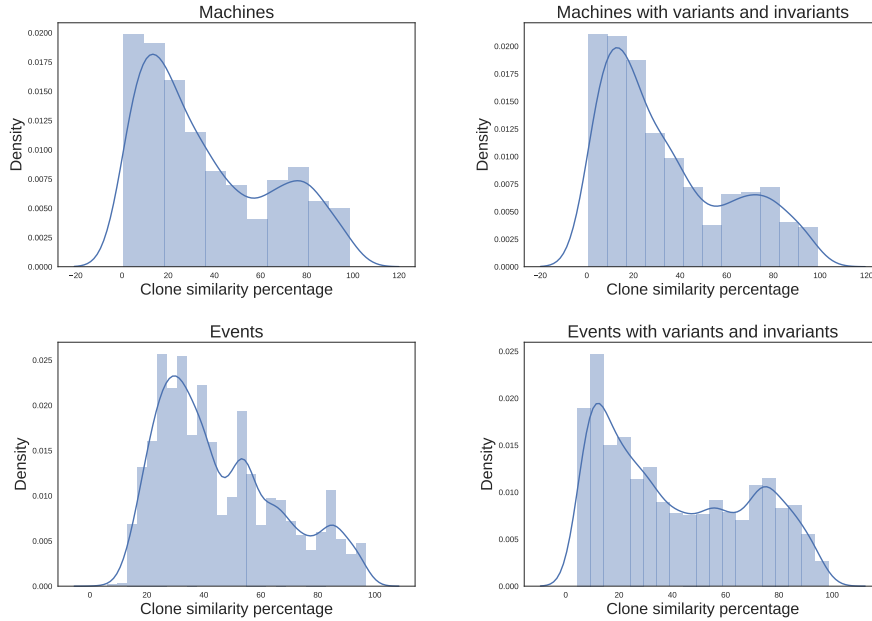 Machines
0.0200
0.0175
0.0150
0.0125
0.0100
0.0075
0.0050
0.0025
0.0000
Density
−20 0 20 40 60 80 100 120
Clone similarity percentage
Machines with variants and invariants
0.0200
0.0175
0.0150
0.0125
0.0100
0.0075
0.0050
0.0025
0.0000
Density
−20 0 20 40 60 80 100 120
Clone similarity percentage
Events
0.025
0.020
0.015
0.010
0.005
0.000
Density
0 20 40 60 80 100
Clone similarity percentage
Events with variants and invariants
0.025
0.020
0.015
0.010
0.005
0.000
Density
0 20 40 60 80 100
Clone similarity percentage